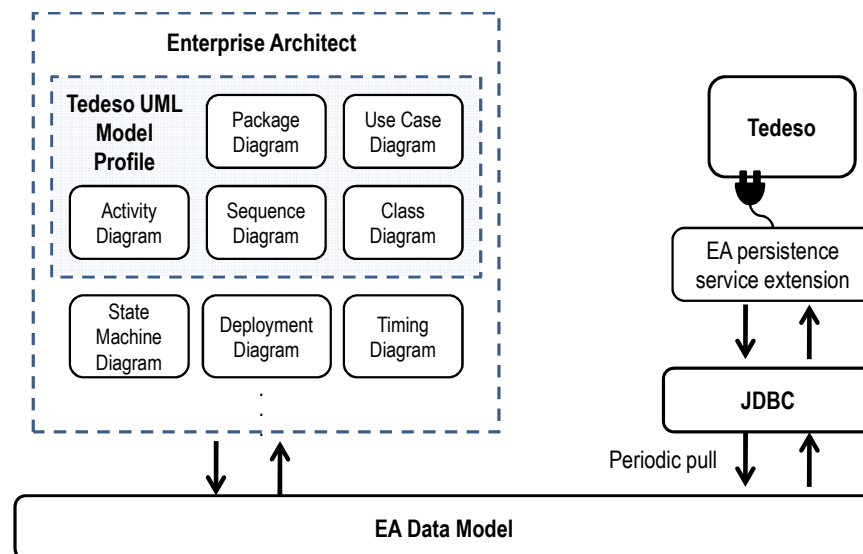 Enterprise Architect
Tedeso UML
Model
Profile
Package
Diagram
Use Case
Diagram
Activity
Diagram
Sequence
Diagram
Class
Diagram
State
Machine
Diagram
Deployment
Diagram
Timing
Diagram
.
.
.
Tedeso
EA persistence
service extension
JDBC
Periodic pull
EA Data Model